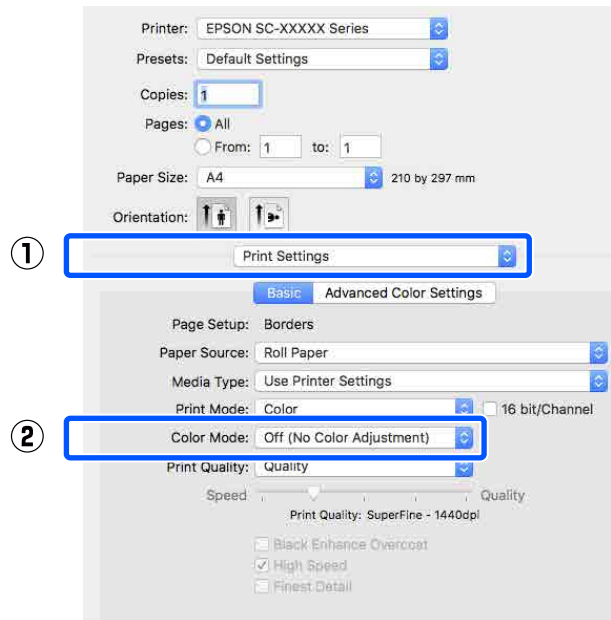 Printer: EPSON SC-XXXXX Series
Presets: Default Settings
Copies: 1
Pages: All
From: 1 to: 1
Paper Size: A4 210 by 297 mm
Orientation:
1
Print Settings
Basic Advanced Color Settings
Page Setup: Borders
Paper Source: Roll Paper
Media Type: Use Printer Settings
Print Mode: Color 16 bit/Channel
2
Color Mode: Off (No Color Adjustment)
Print Quality: Quality
Speed Quality
Print Quality: SuperFine - 1440dpi
Black Enhance Overcoat
High Speed
Finest Detail